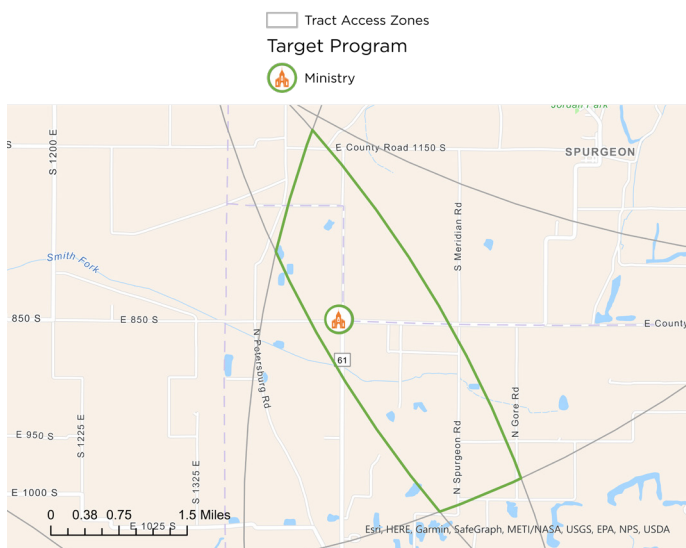 Tract Access Zones
Target Program
Ministry
Jordan Park
S
S 1200 E
E County Road 1150 S
SPURGEON
S Meridian Rd
Smith Fork
850 S
E 850 S
E County
N Petersburg Rd
61
N Gore Rd
N Spurgeon Rd
E 950 S
S 1225 E
S 1325 E
E 1000 S
0 0.38 0.75 1.5 Miles
E 1025 S
Esri, HERE, Garmin, SafeGraph, METI/NASA, USGS, EPA, NPS, USDA